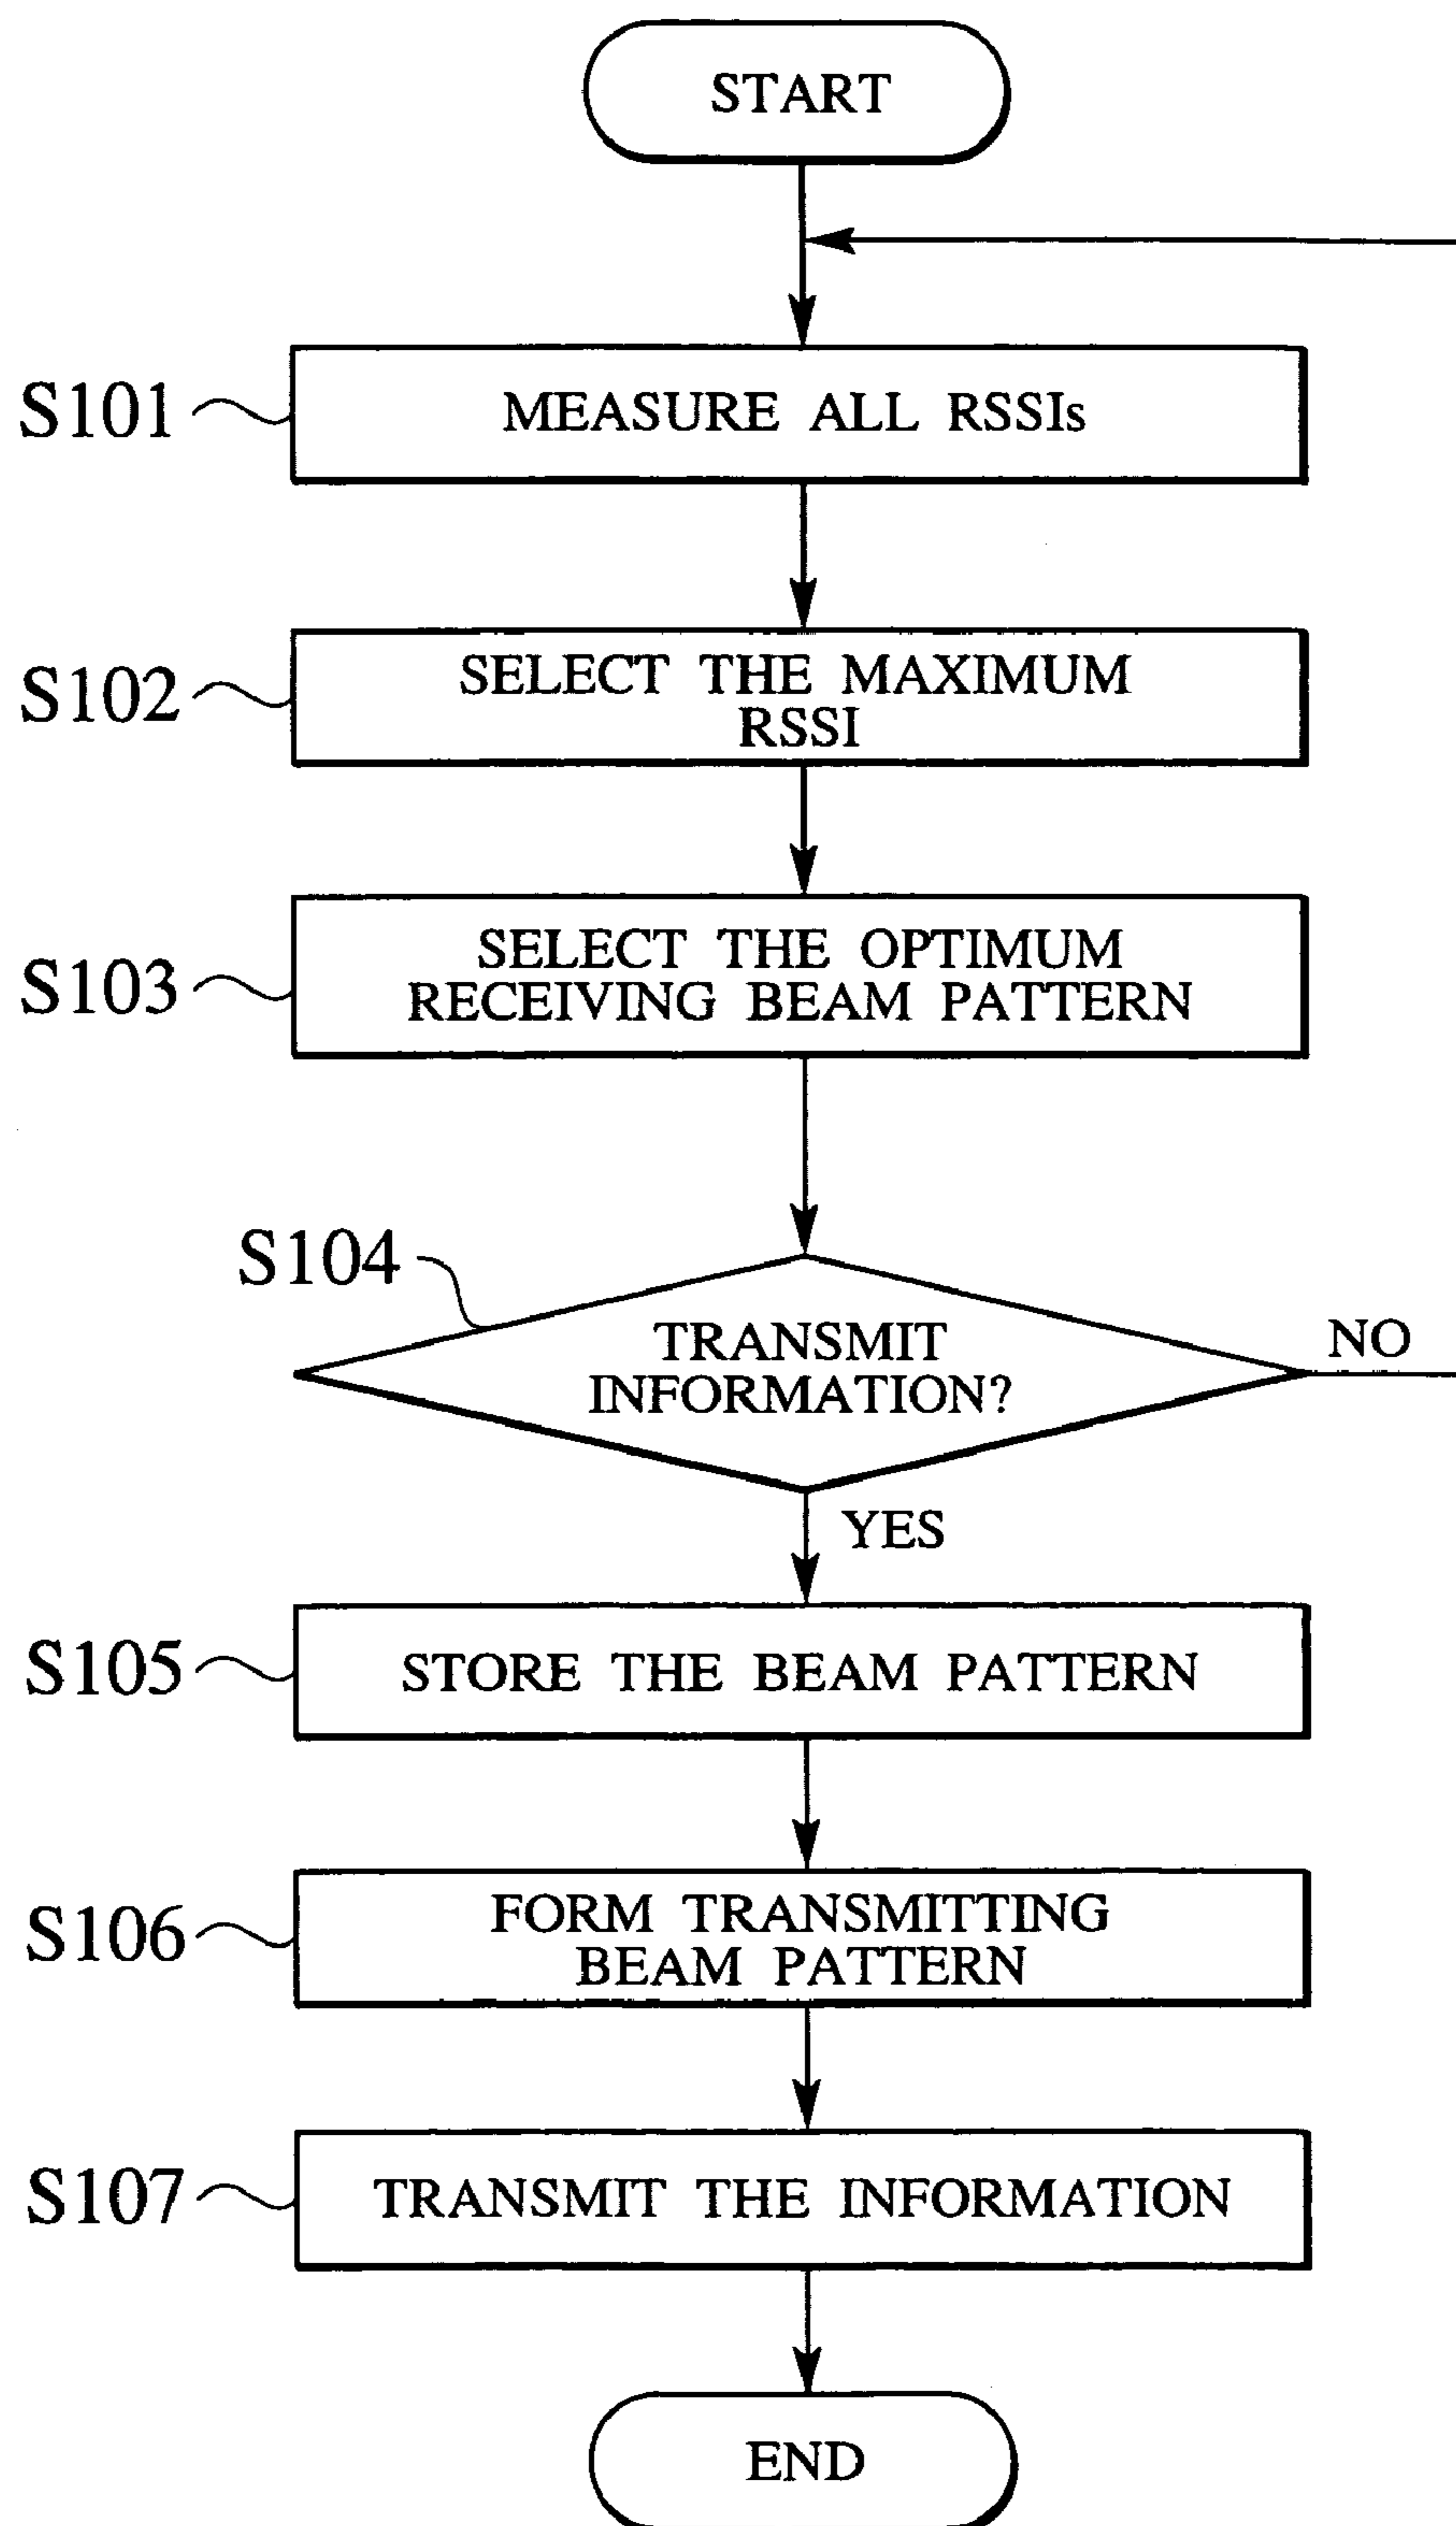 START
S101
MEASURE ALL RSSIs
S102
SELECT THE MAXIMUM
RSSI
S103
SELECT THE OPTIMUM
RECEIVING BEAM PATTERN
S104
TRANSMIT
INFORMATION?
NO
YES
S105
STORE THE BEAM PATTERN
S106
FORM TRANSMITTING
BEAM PATTERN
S107
TRANSMIT THE INFORMATION
END